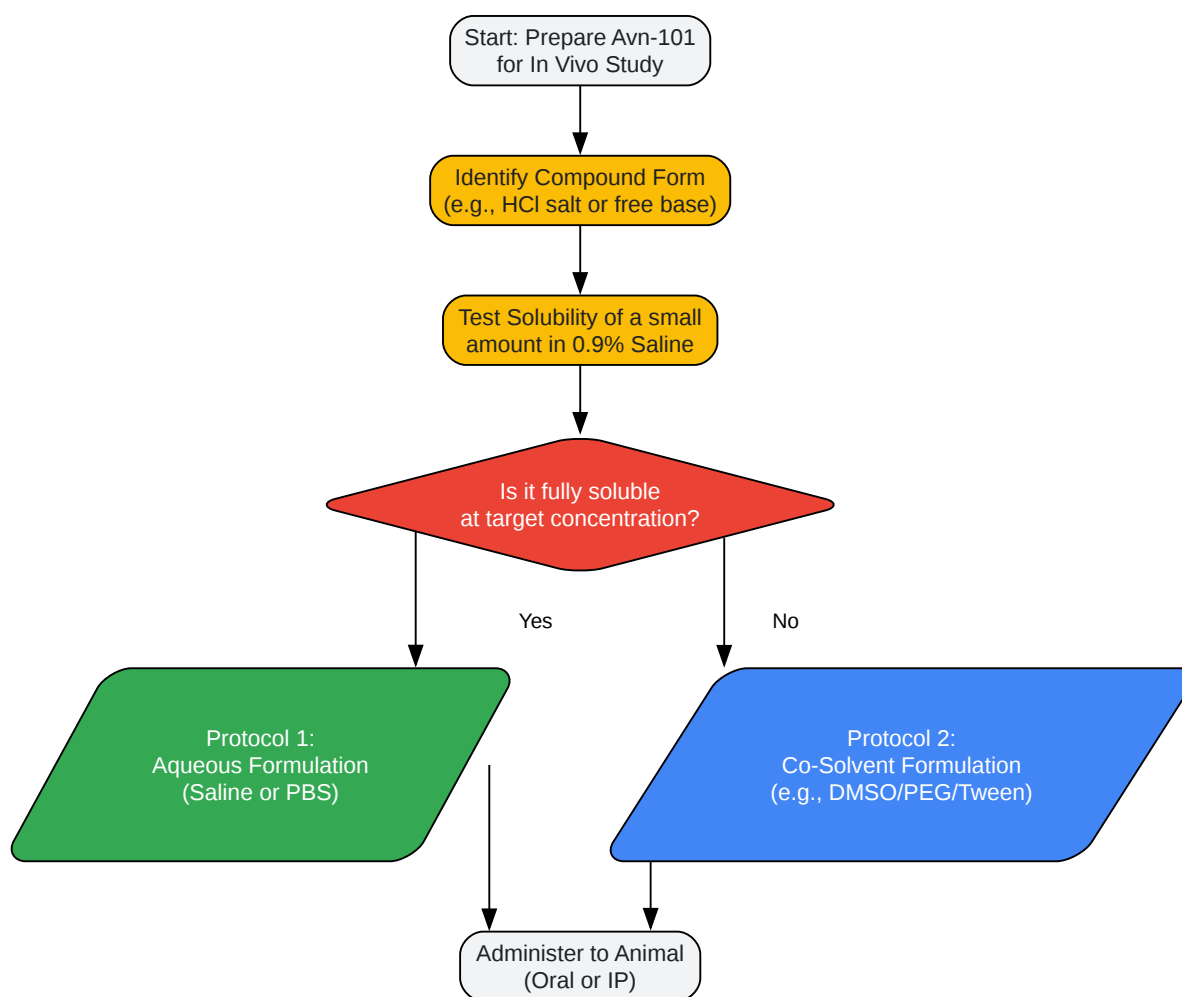 Start: Prepare Avn-101
for In Vivo Study
Identify Compound Form
(e.g., HCl salt or free base)
Test Solubility of a small
amount in 0.9% Saline
Is it fully soluble
at target concentration?
Yes
No
Protocol 1:
Aqueous Formulation
(Saline or PBS)
Protocol 2:
Co-Solvent Formulation
(e.g., DMSO/PEG/Tween)
Administer to Animal
(Oral or IP)